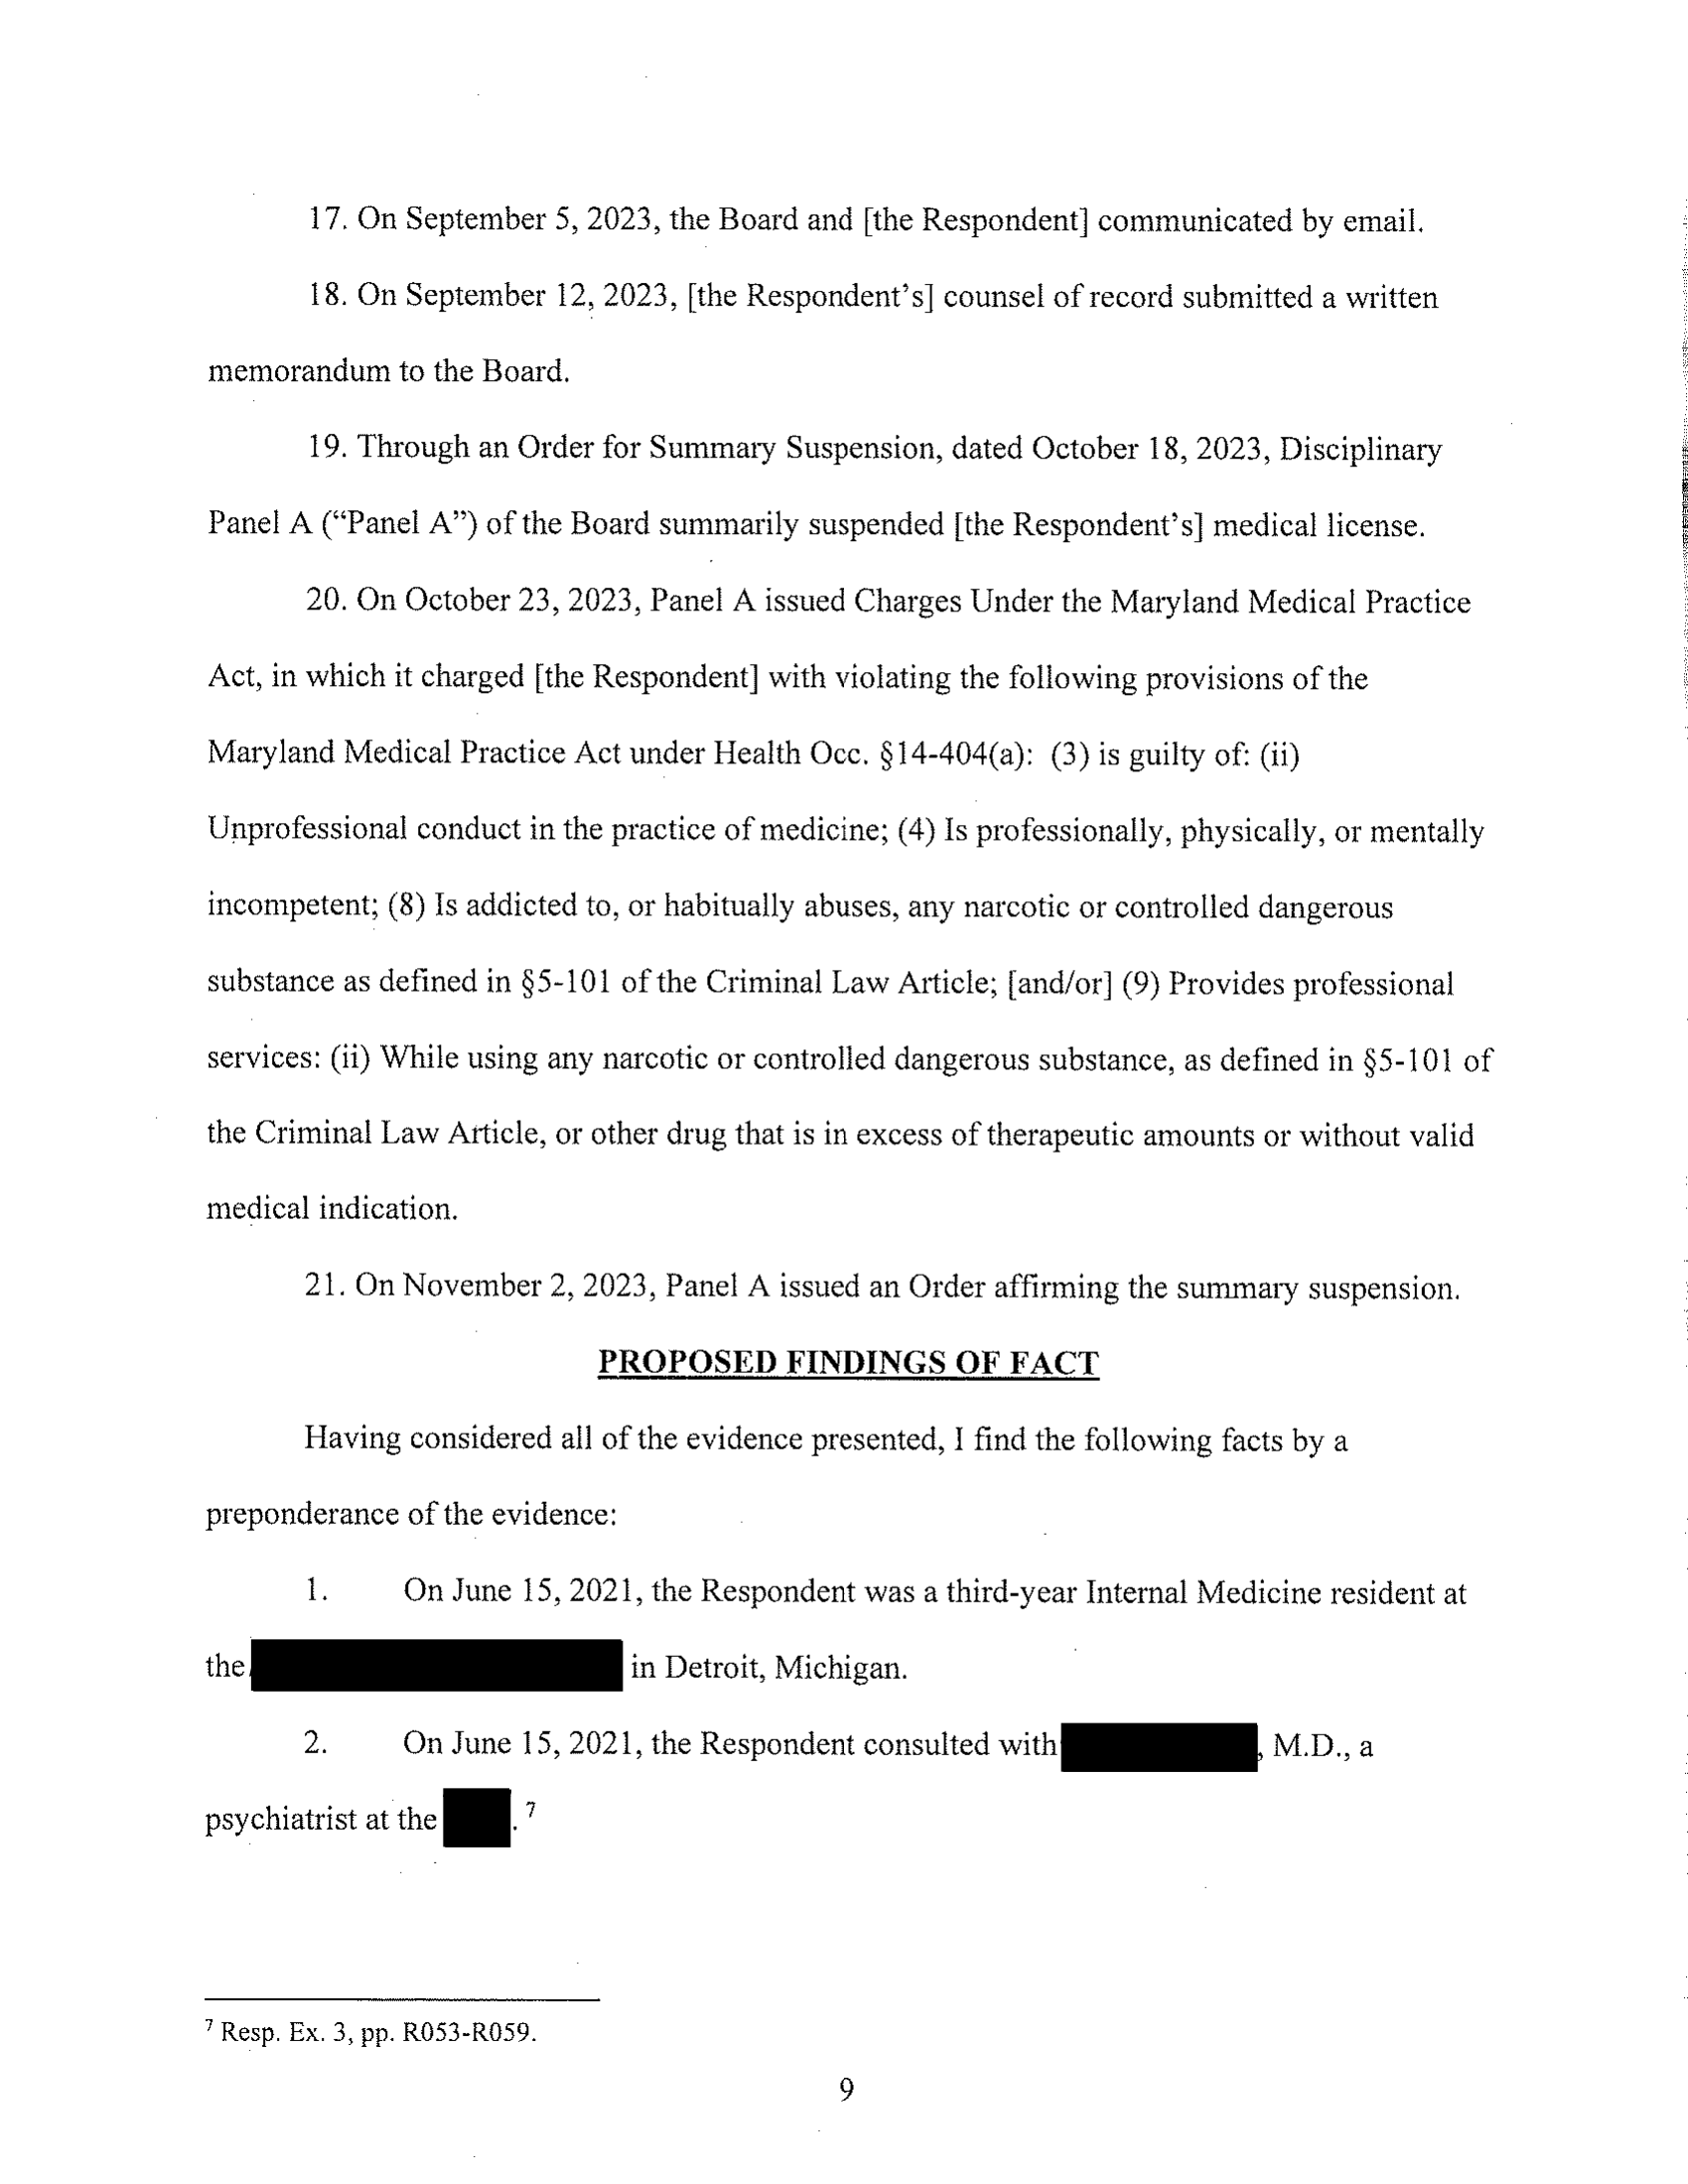 17. On September 5, 2023, the Board and [the Respondent] communicated by email.
18. On September 12, 2023, [the Respondent's] counsel of record submitted a written
memorandum to the Board.
19. Through an Order for Summary Suspension, dated October 18, 2023, Disciplinary
Panel A (“Panel A”) of the Board summarily suspended [the Respondent's] medical license.
20. On October 23, 2023, Panel A issued Charges Under the Maryland Medical Practice
Act, in which it charged [the Respondent] with violating the following provisions of the
Maryland Medical Practice Act under Health Occ. §14-404(a):  (3) is guilty of: (ii)
Unprofessional conduct in the practice of medicine; (4) Is professionally, physically, or mentally
incompetent; (8) Is addicted to, or habitually abuses, any narcotic or controlled dangerous
substance as defined in §5-101 of the Criminal Law Article; [and/or] (9) Provides professional
services: (ii) While using any narcotic or controlled dangerous substance, as defined in §5-101 of
the Criminal Law Article, or other drug that is in excess of therapeutic amounts or without valid
medical indication.
21. On November 2, 2023, Panel A issued an Order affirming the summary suspension.
PROPOSED FINDINGS OF FACT
Having considered all of the evidence presented, I find the following facts by a
preponderance of the evidence:
1. On June 15, 2021, the Respondent was a third-year Internal Medicine resident at
the in Detroit, Michigan.
2. On June 15, 2021, the Respondent consulted with , M.D., a
psychiatrist at the . 7
7 Resp. Ex. 3, pp. R053-R059.
9